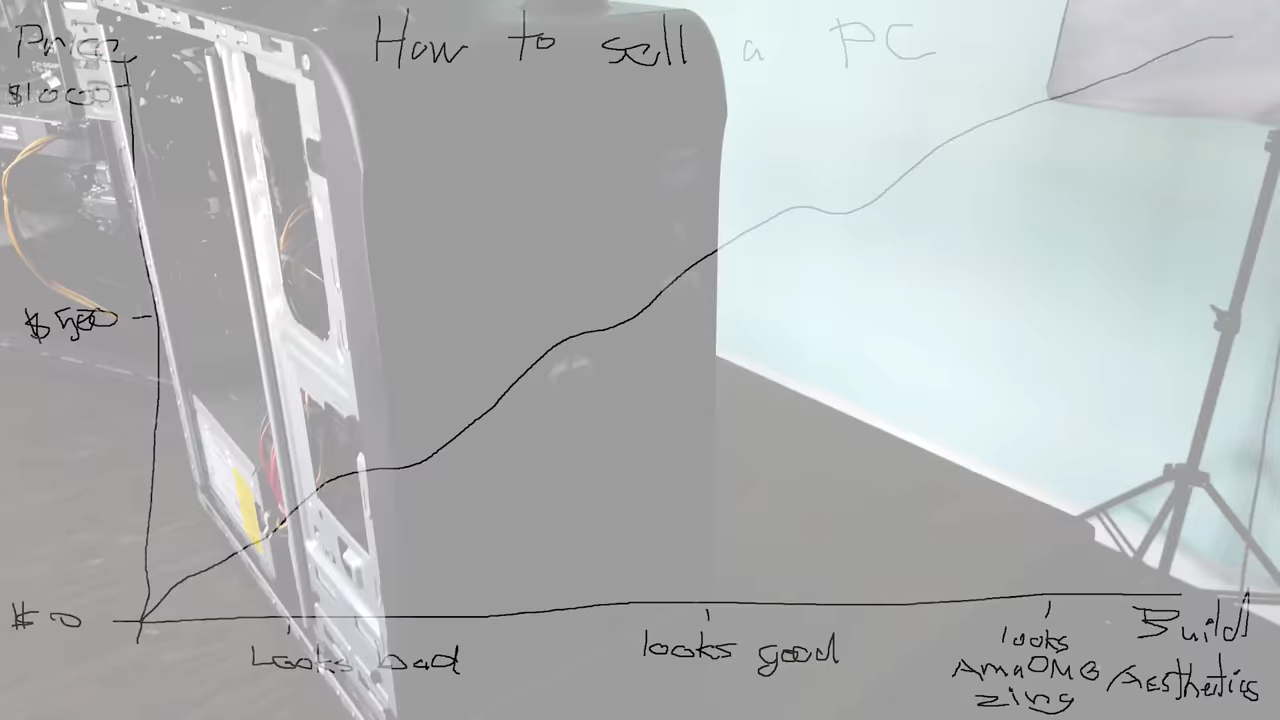 How to sell a PC
Price
$1000
$500
$0
Looks bad
looks good
looks
AmaOMG
zing
Build
Aesthetics